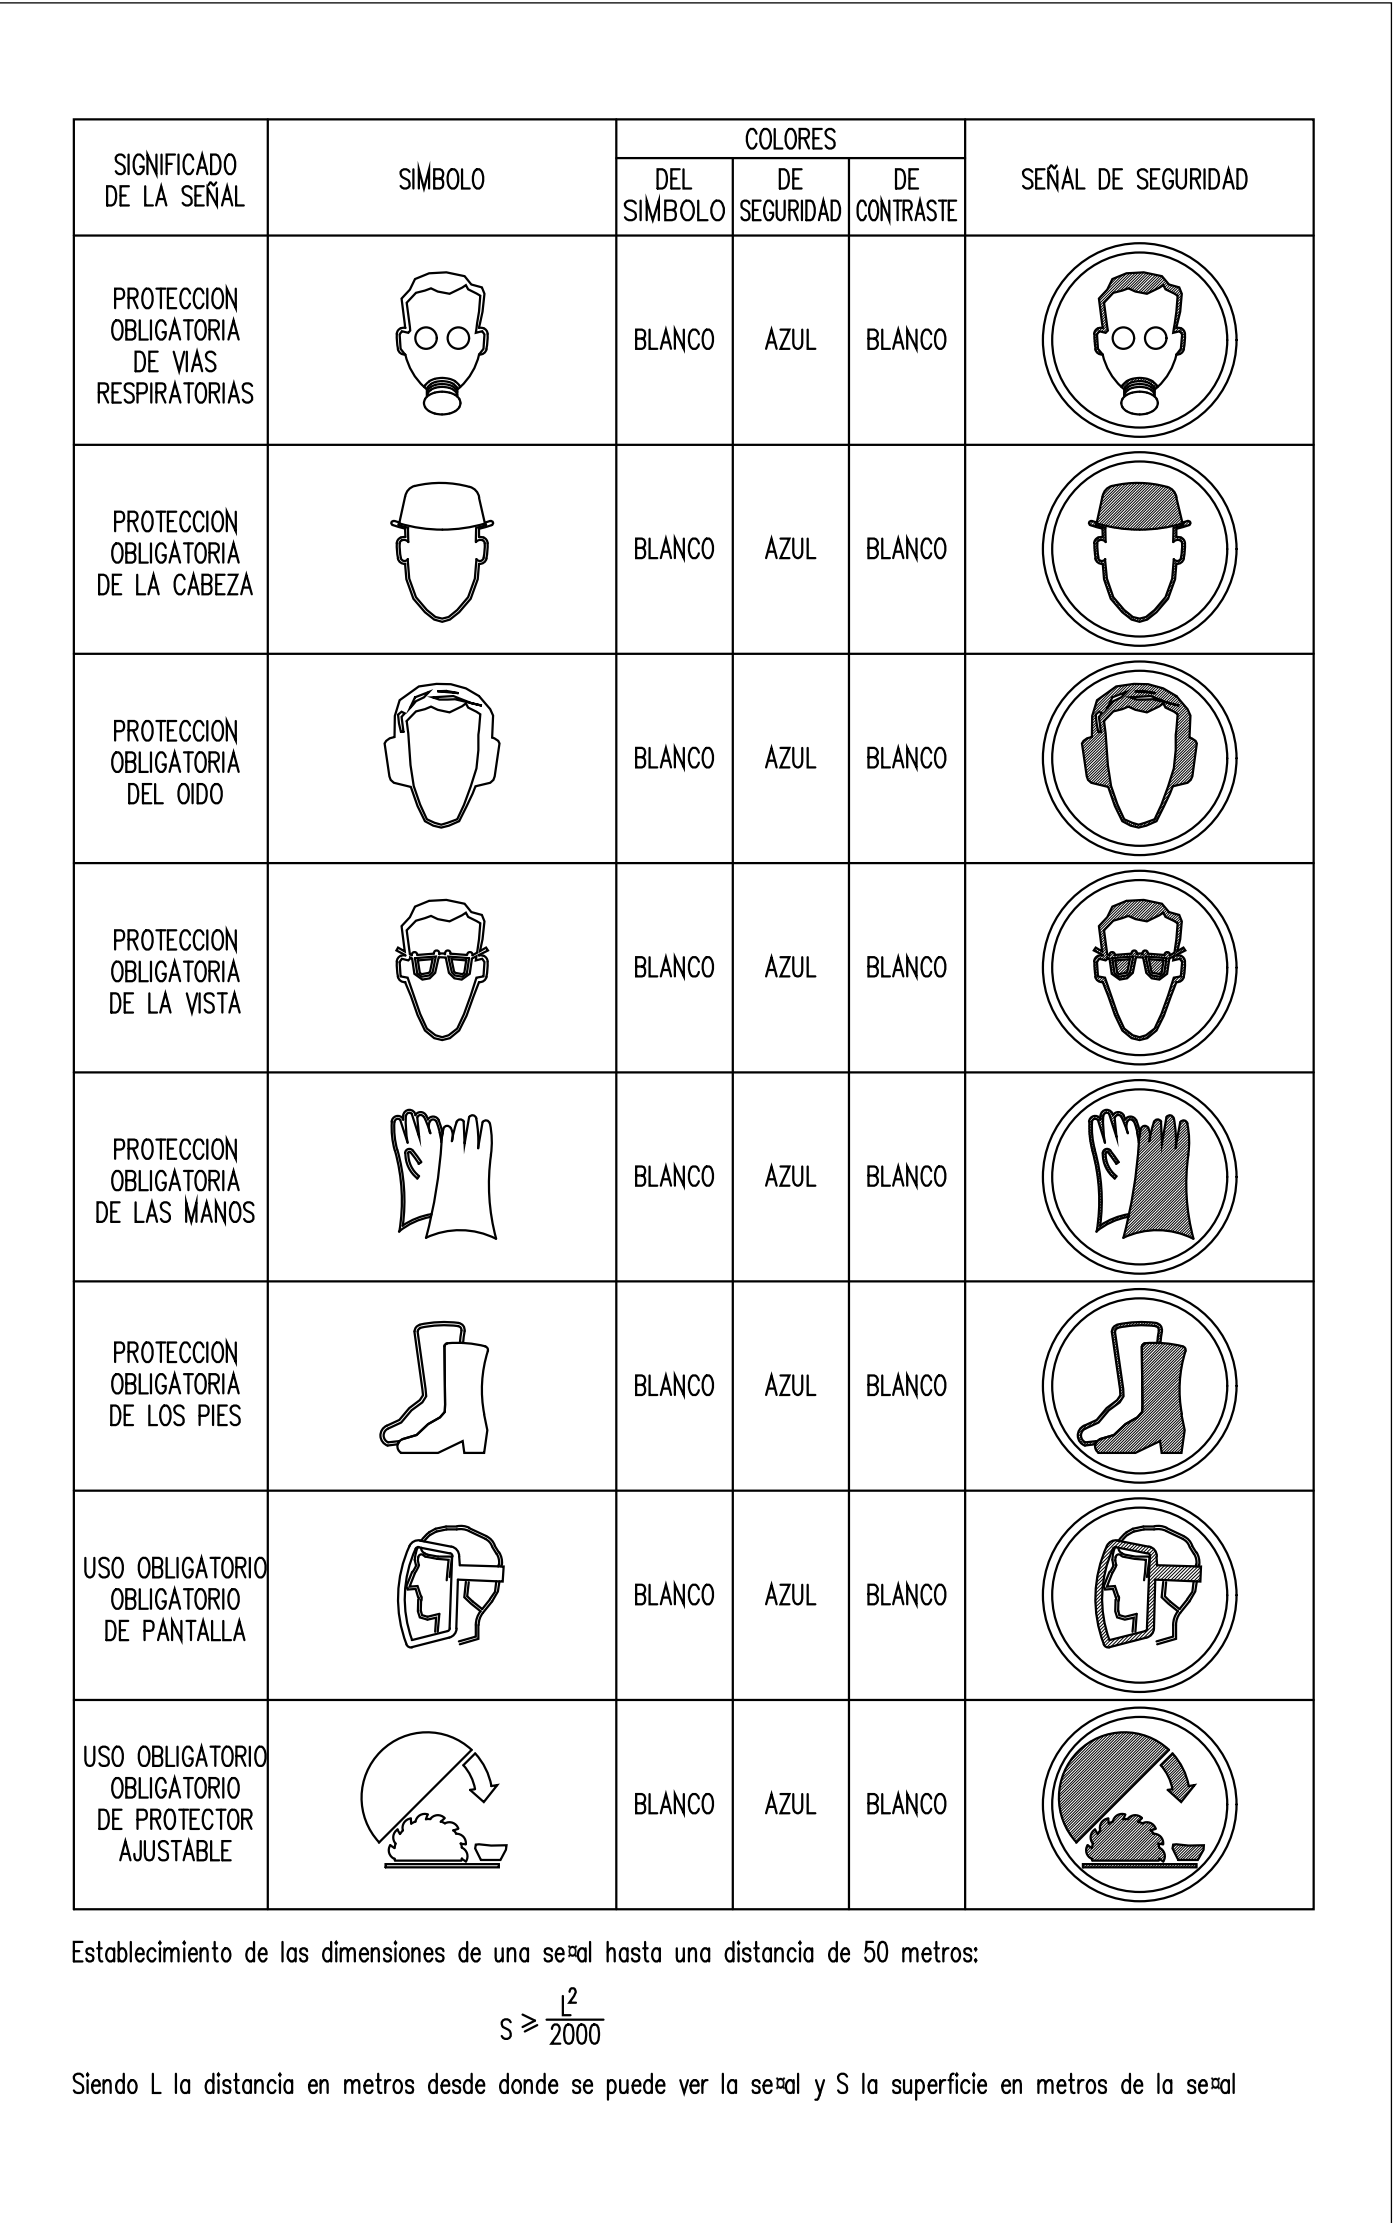 SIGNIFICADO
DE LA SEÑAL
SIMBOLO
COLORES
DEL
SIMBOLO
DE
SEGURIDAD
DE
CONTRASTE
SEÑAL DE SEGURIDAD
PROTECCION
OBLIGATORIA
DE VIAS
RESPIRATORIAS
BLANCO
AZUL
BLANCO
PROTECCION
OBLIGATORIA
DE LA CABEZA
BLANCO
AZUL
BLANCO
PROTECCION
OBLIGATORIA
DEL OIDO
BLANCO
AZUL
BLANCO
PROTECCION
OBLIGATORIA
DE LA VISTA
BLANCO
AZUL
BLANCO
PROTECCION
OBLIGATORIA
DE LAS MANOS
BLANCO
AZUL
BLANCO
PROTECCION
OBLIGATORIA
DE LOS PIES
BLANCO
AZUL
BLANCO
USO OBLIGATORIO
OBLIGATORIO
DE PANTALLA
BLANCO
AZUL
BLANCO
USO OBLIGATORIO
OBLIGATORIO
DE PROTECTOR
AJUSTABLE
BLANCO
AZUL
BLANCO
Establecimiento de las dimensiones de una se¤al hasta una distancia de 50 metros:
S ⩾ L²/2000
Siendo L la distancia en metros desde donde se puede ver la se¤al y S la superficie en metros de la se¤al